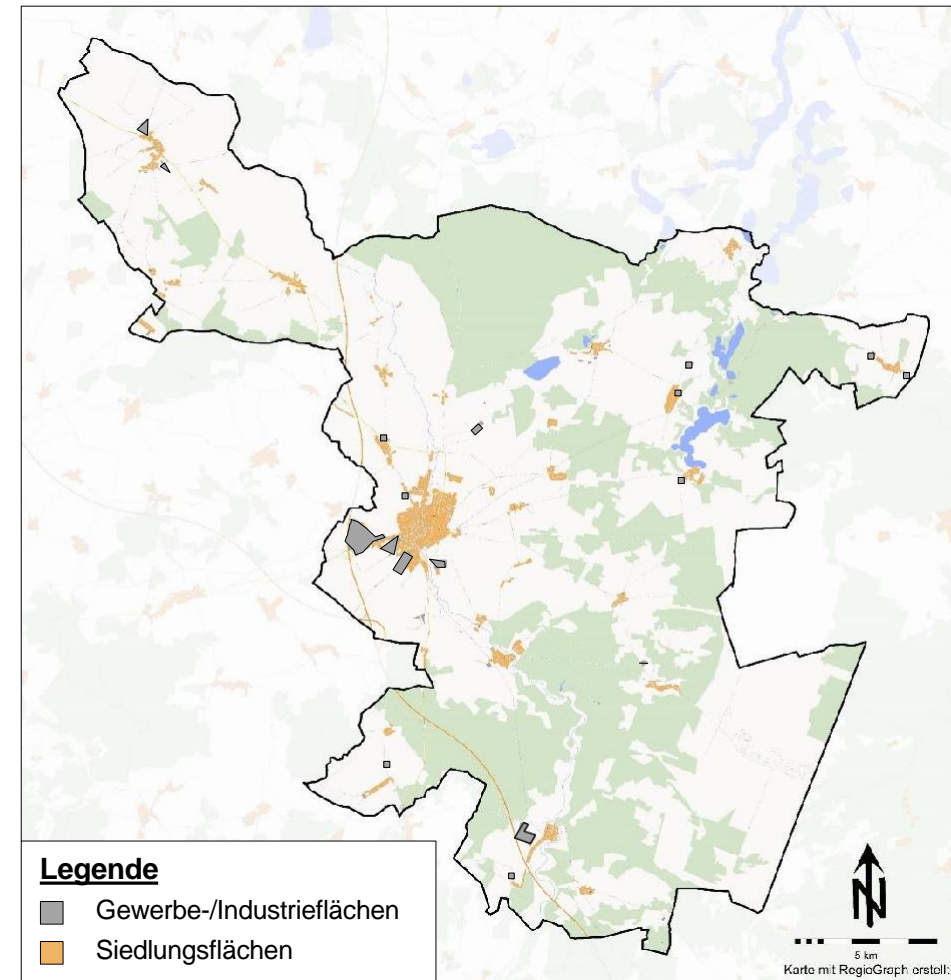 Legende
Gewerbe-/Industrieflächen
Siedlungsflächen
N
5 km
Karte mit RegioGraph erstellt